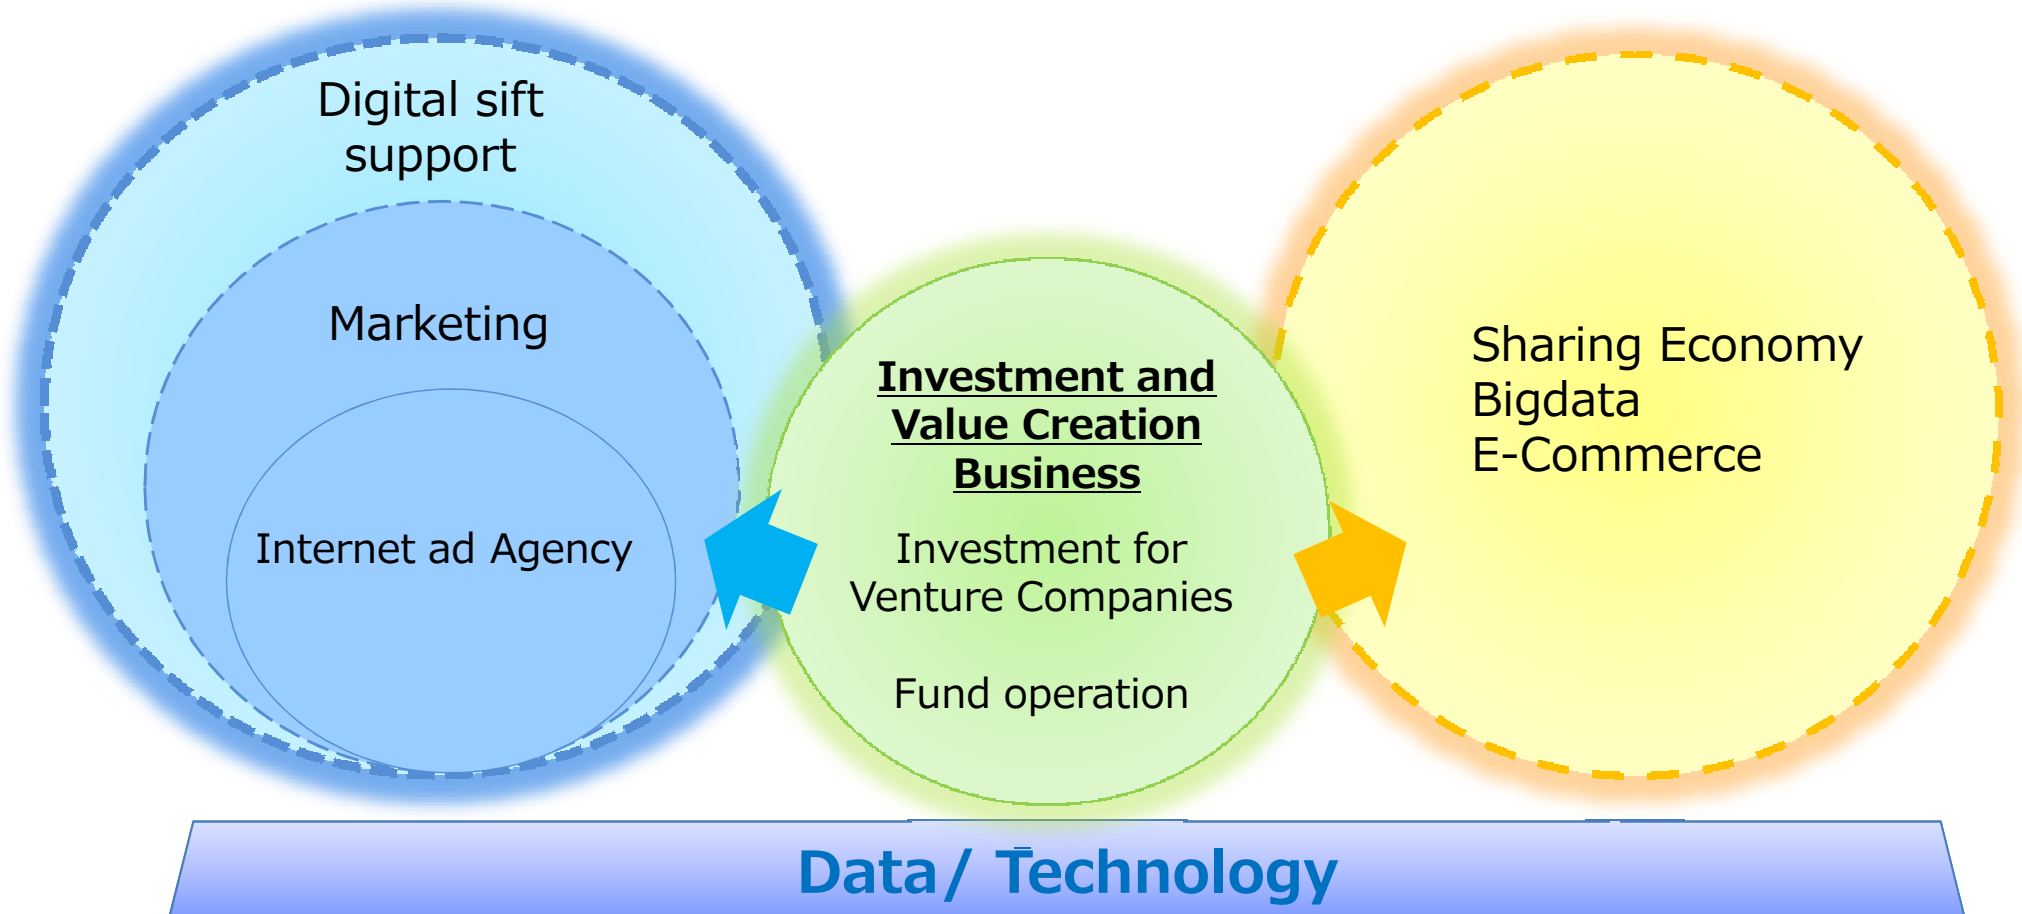 Digital sift
support
Marketing
Internet ad Agency
Investment and
Value Creation
Business
Investment for
Venture Companies
Fund operation
Sharing Economy
Bigdata
E-Commerce
Data/ Technology